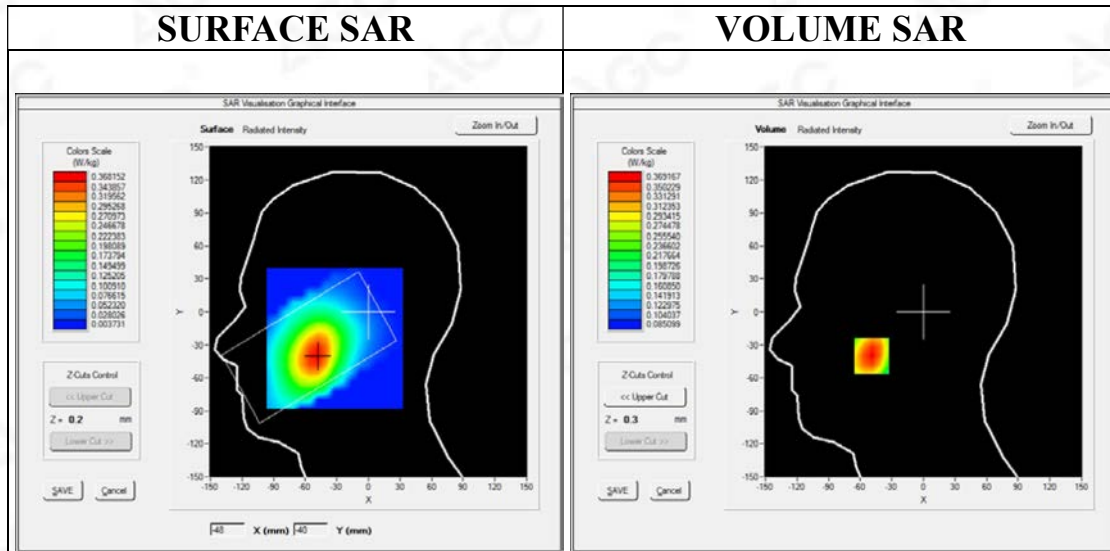 SURFACE SAR
SAR Visualisation Graphical Interface
Surface Radiated Intensity
Zoom In/Out
Colors Scale
(W/kg)
0.368152
0.343857
0.319562
0.295268
0.270973
0.246678
0.222383
0.198089
0.173794
0.149499
0.125205
0.100910
0.076615
0.052320
0.028026
0.003731
Z-Cuts Control
<< Upper Cut
Z = 0.2 mm
Lower Cut >>
SAVE Cancel
150
120
90
60
30
0
-30
-60
-90
-120
-150
Y
-150 -120 -90 -60 -30 0 30 60 90 120 150
X
-48 X (mm) -40 Y (mm)
VOLUME SAR
SAR Visualisation Graphical Interface
Volume Radiated Intensity
Zoom In/Out
Colors Scale
(W/kg)
0.369167
0.350229
0.331291
0.312353
0.293415
0.274478
0.255540
0.236602
0.217664
0.198726
0.179788
0.160850
0.141913
0.122975
0.104037
0.085099
Z-Cuts Control
<< Upper Cut
Z = 0.3 mm
Lower Cut >>
SAVE Cancel
150
120
90
60
30
0
-30
-60
-90
-120
-150
Y
-150 -120 -90 -60 -30 0 30 60 90 120 150
X